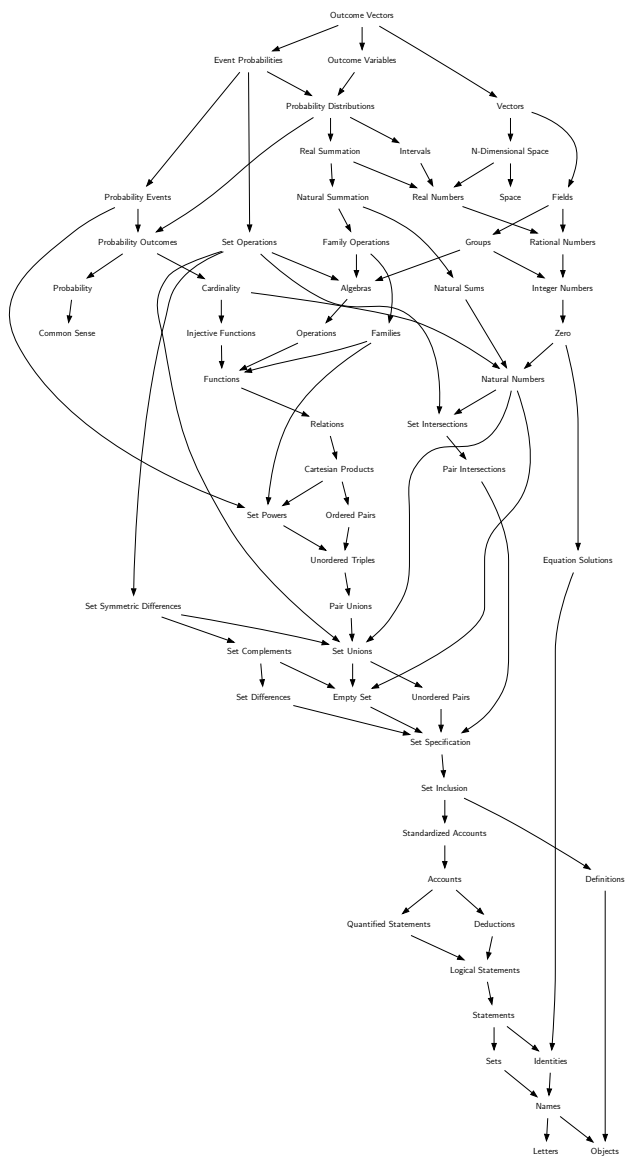 Outcome Vectors
Event Probabilities
Outcome Variables
Probability Distributions
Vectors
Real Summation
Intervals
N-Dimensional Space
Probability Events
Natural Summation
Real Numbers
Space
Fields
Probability Outcomes
Set Operations
Family Operations
Groups
Rational Numbers
Probability
Cardinality
Algebras
Natural Sums
Integer Numbers
Common Sense
Injective Functions
Operations
Families
Zero
Functions
Natural Numbers
Relations
Set Intersections
Cartesian Products
Pair Intersections
Set Powers
Ordered Pairs
Unordered Triples
Equation Solutions
Set Symmetric Differences
Pair Unions
Set Complements
Set Unions
Set Differences
Empty Set
Unordered Pairs
Set Specification
Set Inclusion
Standardized Accounts
Accounts
Definitions
Quantified Statements
Deductions
Logical Statements
Statements
Sets
Identities
Names
Letters
Objects